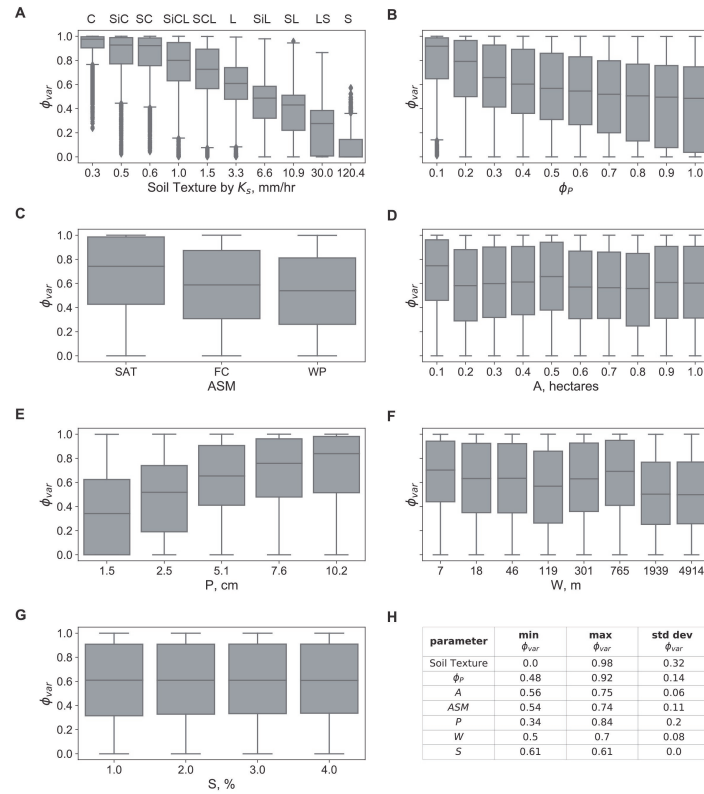 A
C SiC SC SiCL SCL L SiL SL LS S
1.0
0.8
0.6
0.4
0.2
0.0
ϕvar
0.3 0.5 0.6 1.0 1.5 3.3 6.6 10.9 30.0 120.4
Soil Texture by Ks, mm/hr
B
ϕvar
0.1 0.2 0.3 0.4 0.5 0.6 0.7 0.8 0.9 1.0
ϕP
C
1.0
0.8
0.6
0.4
0.2
0.0
ϕvar
SAT FC WP
ASM
D
ϕvar
0.1 0.2 0.3 0.4 0.5 0.6 0.7 0.8 0.9 1.0
A, hectares
E
1.0
0.8
0.6
0.4
0.2
0.0
ϕvar
1.5 2.5 5.1 7.6 10.2
P, cm
F
ϕvar
7 18 46 119 301 765 1939 4914
W, m
G
1.0
0.8
0.6
0.4
0.2
0.0
ϕvar
1.0 2.0 3.0 4.0
S, %
H
parameter min ϕvar max ϕvar std dev ϕvar
Soil Texture 0.0 0.98 0.32
ϕP 0.48 0.92 0.14
A 0.56 0.75 0.06
ASM 0.54 0.74 0.11
P 0.34 0.84 0.2
W 0.5 0.7 0.08
S 0.61 0.61 0.0